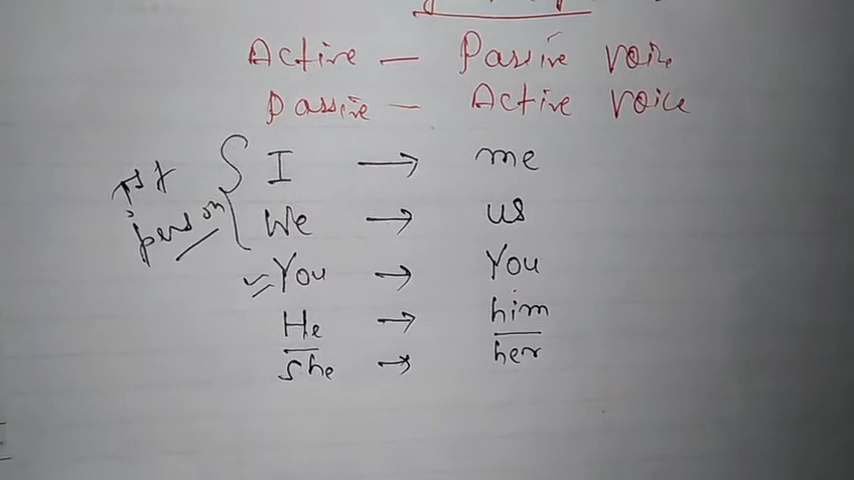 Active — Passive voice
Passive — Active voice
1st person
I → me
We → us
You → You
He → him
She → her